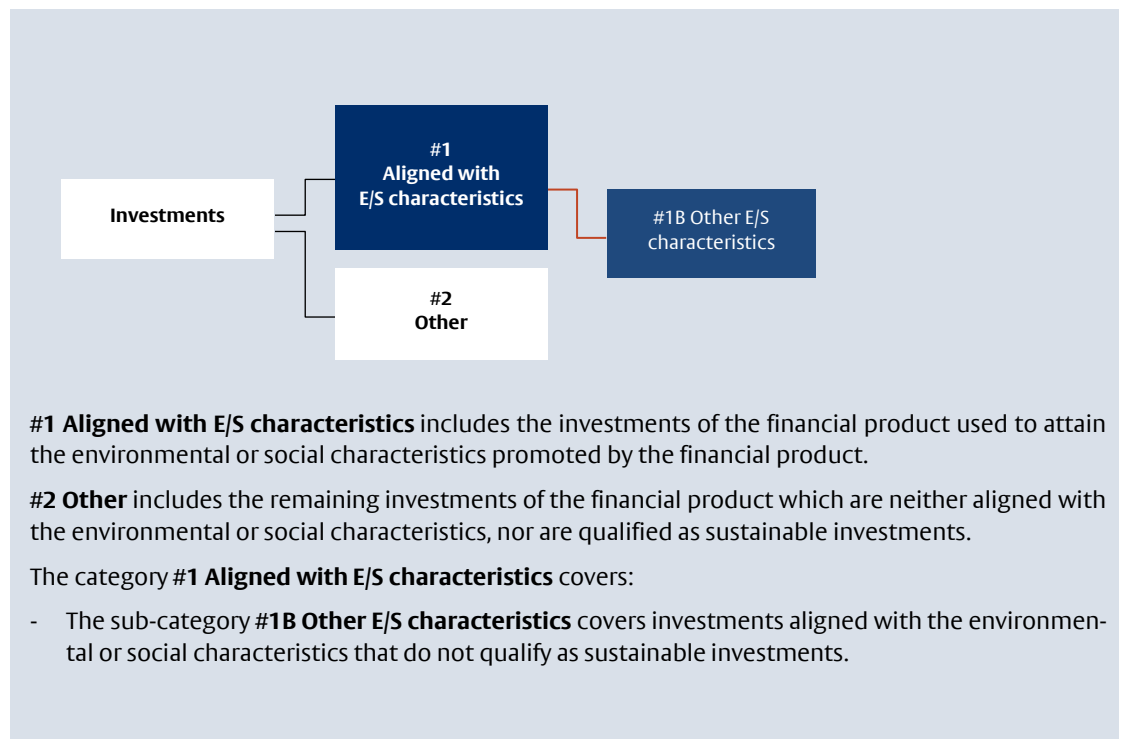 #1
Aligned with
E/S characteristics
Investments
#1B Other E/S
characteristics
#2
Other
#1 Aligned with E/S characteristics includes the investments of the financial product used to attain
the environmental or social characteristics promoted by the financial product.
#2 Other includes the remaining investments of the financial product which are neither aligned with
the environmental or social characteristics, nor are qualified as sustainable investments.
The category #1 Aligned with E/S characteristics covers:
- The sub-category #1B Other E/S characteristics covers investments aligned with the environmen-
tal or social characteristics that do not qualify as sustainable investments.